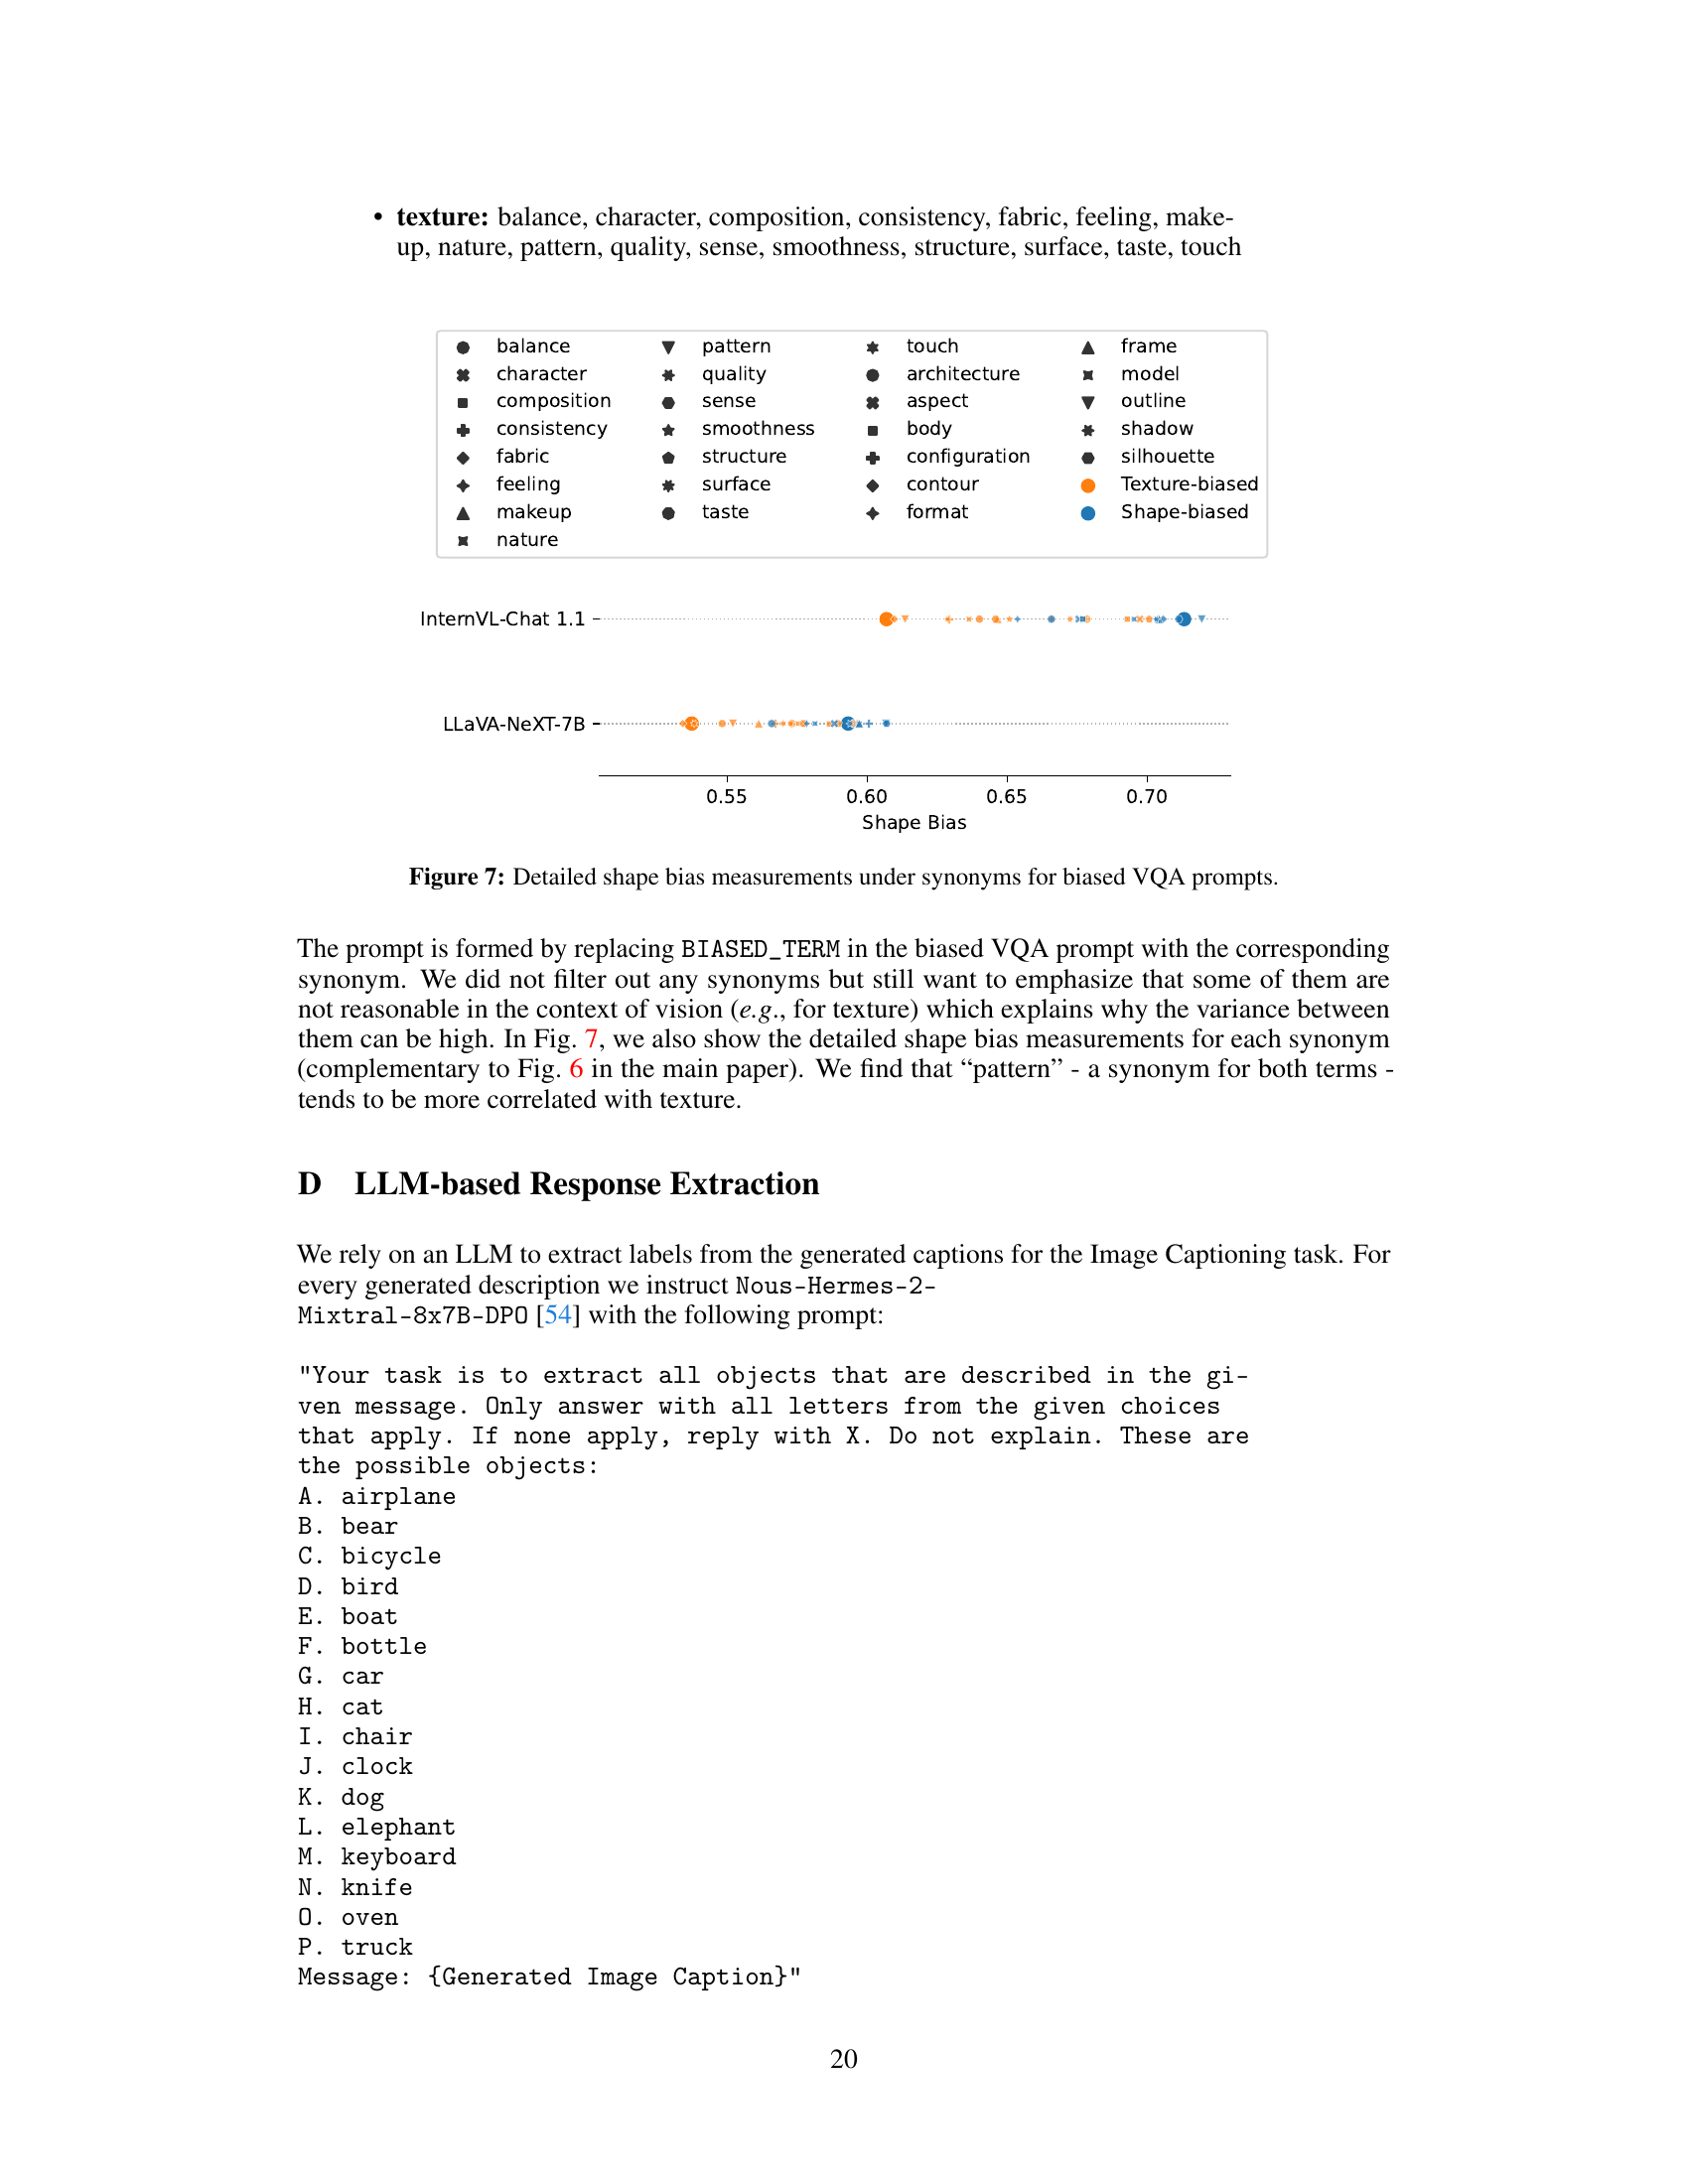 • texture: balance, character, composition, consistency, fabric, feeling, make-
up, nature, pattern, quality, sense, smoothness, structure, surface, taste, touch
balance
character
composition
consistency
fabric
feeling
makeup
nature
pattern
quality
sense
smoothness
structure
surface
taste
touch
architecture
aspect
body
configuration
contour
format
frame
model
outline
shadow
silhouette
Texture-biased
Shape-biased
InternVL-Chat 1.1
LLaVA-NeXT-7B
0.55 0.60 0.65 0.70
Shape Bias
Figure 7: Detailed shape bias measurements under synonyms for biased VQA prompts.
The prompt is formed by replacing BIASED_TERM in the biased VQA prompt with the corresponding
synonym. We did not filter out any synonyms but still want to emphasize that some of them are
not reasonable in the context of vision (e.g., for texture) which explains why the variance between
them can be high. In Fig. 7, we also show the detailed shape bias measurements for each synonym
(complementary to Fig. 6 in the main paper). We find that “pattern” - a synonym for both terms -
tends to be more correlated with texture.
D LLM-based Response Extraction
We rely on an LLM to extract labels from the generated captions for the Image Captioning task. For
every generated description we instruct Nous-Hermes-2-
Mixtral-8x7B-DPO [54] with the following prompt:
"Your task is to extract all objects that are described in the gi-
ven message. Only answer with all letters from the given choices
that apply. If none apply, reply with X. Do not explain. These are
the possible objects:
A. airplane
B. bear
C. bicycle
D. bird
E. boat
F. bottle
G. car
H. cat
I. chair
J. clock
K. dog
L. elephant
M. keyboard
N. knife
O. oven
P. truck
Message: {Generated Image Caption}"
20